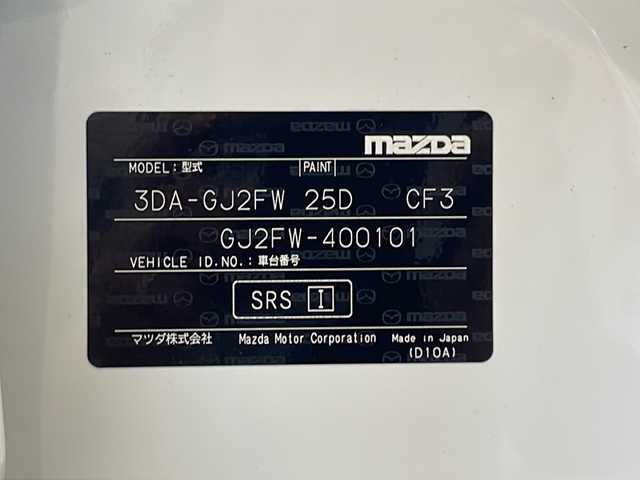 mazda
MODEL：型式 PAINT
3DA-GJ2FW 25D CF3
GJ2FW-400101
VEHICLE ID.NO.：車台番号
SRS I
マツダ株式会社 Mazda Motor Corporation Made in Japan
(D10A)